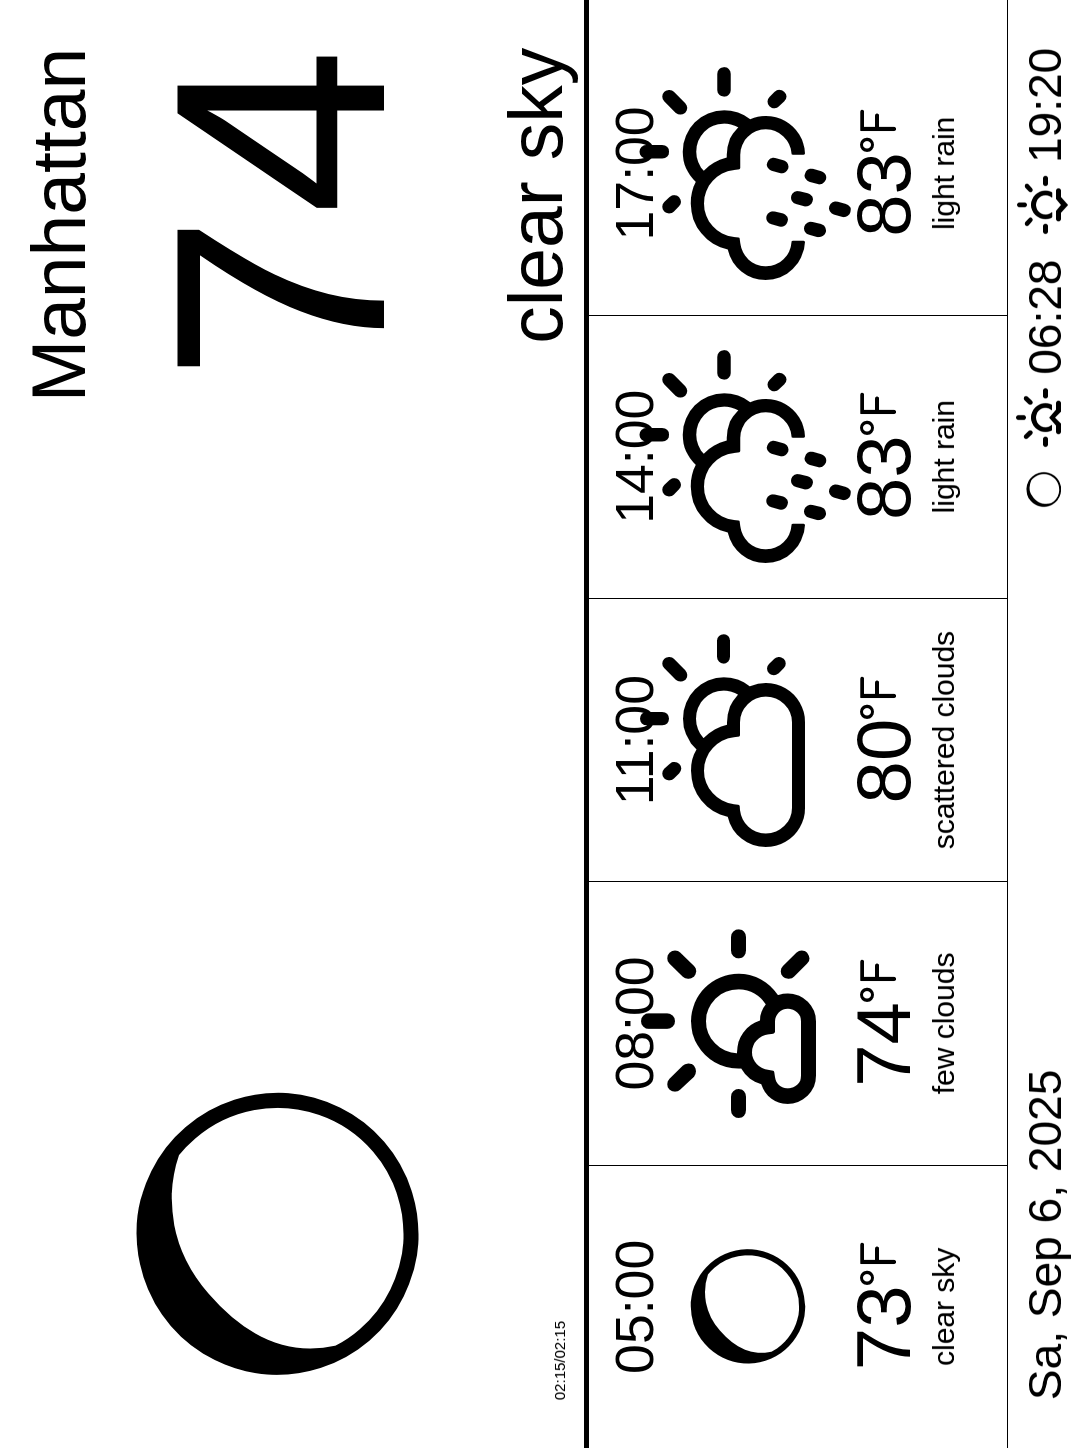 Manhattan
74
clear sky
02:15/02:15
05:00 08:00 11:00 14:00 17:00
73°F 74°F 80°F 83°F 83°F
clear sky few clouds scattered clouds light rain light rain
Sa, Sep 6, 2025 06:28 19:20